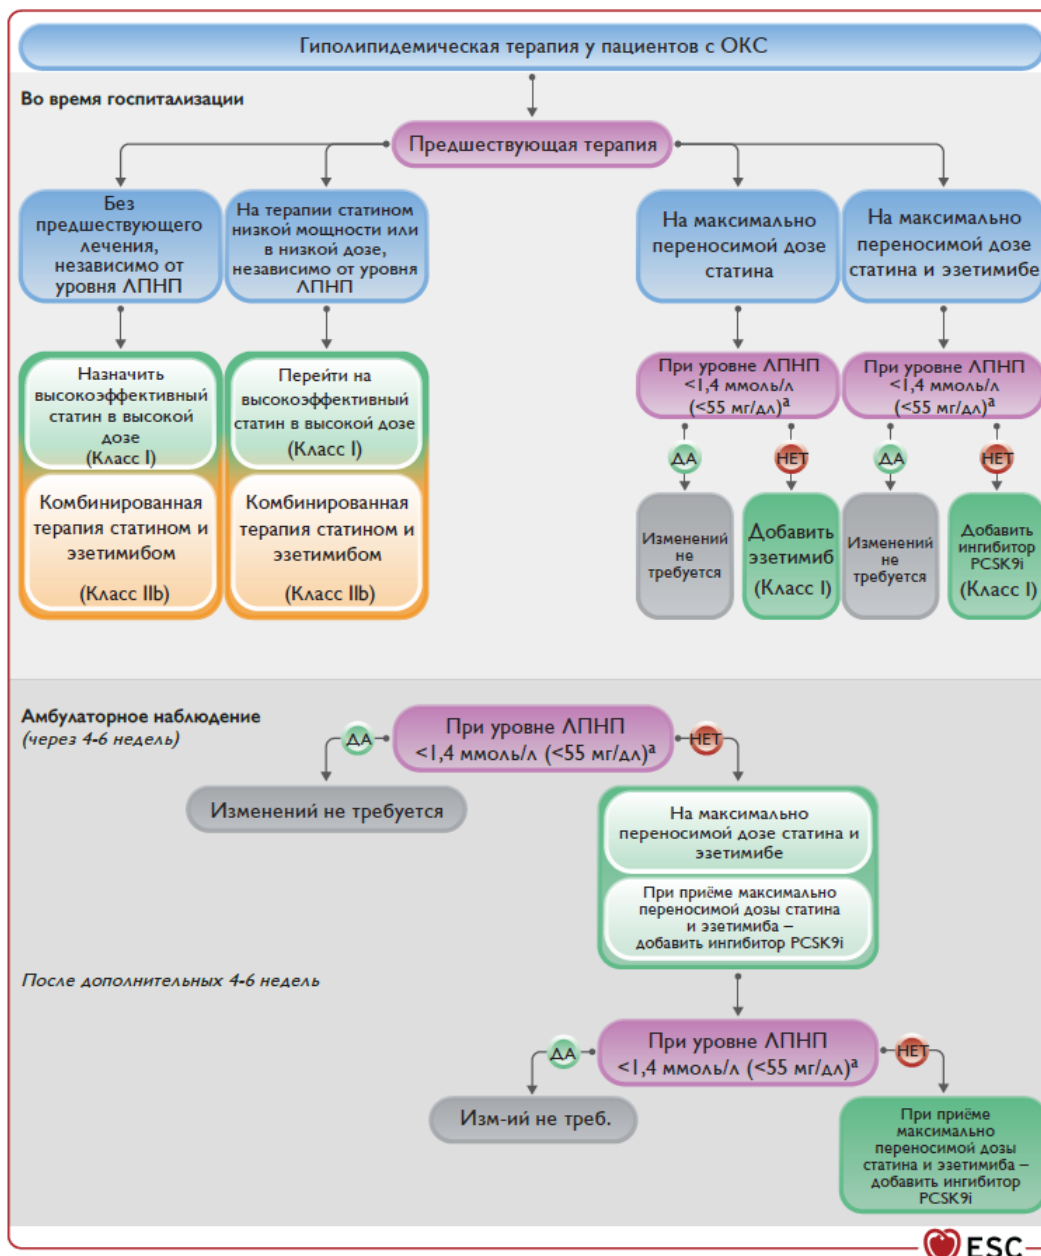 Гиполипидемическая терапия у пациентов с ОКС
Во время госпитализации
Предшествующая терапия
Без
предшествующего
лечения,
независимо от
уровня ЛПНП
На терапии статином
низкой мощности или
в низкой дозе,
независимо от уровня
ЛПНП
На максимально
переносимой дозе
статина
На максимально
переносимой дозе
статина и эзетимибе
Назначить
высокоэффективный
статин в высокой
дозе
(Класс I)
Комбинированная
терапия статином и
эзетимибом
(Класс IIb)
Перейти на
высокоэффективный
статин в высокой дозе
(Класс I)
Комбинированная
терапия статином и
эзетимибом
(Класс IIb)
При уровне ЛПНП
<1,4 ммоль/л
(<55 мг/дл)ª
ДА
НЕТ
Изменений
не
требуется
Добавить
эзетимиб
(Класс I)
При уровне ЛПНП
<1,4 ммоль/л
(<55 мг/дл)ª
ДА
НЕТ
Изменений
не
требуется
Добавить
ингибитор
PCSK9i
(Класс I)
Амбулаторное наблюдение
(через 4-6 недель)
При уровне ЛПНП
<1,4 ммоль/л (<55 мг/дл)ª
ДА
НЕТ
Изменений не требуется
На максимально
переносимой дозе статина и
эзетимибе
При приёме максимально
переносимой дозы статина
и эзетимиба –
добавить ингибитор PCSK9i
После дополнительных 4-6 недель
При уровне ЛПНП
<1,4 ммоль/л (<55 мг/дл)ª
ДА
НЕТ
Изм-ий не треб.
При приёме
максимально
переносимой дозы
статина и эзетимиба –
добавить ингибитор
PCSK9i
ESC